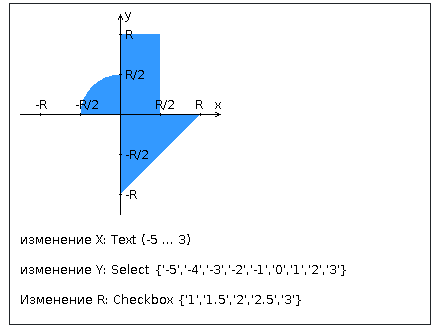 y
R
R/2
-R
-R/2
R/2
R
x
-R/2
-R
изменение X: Text (-5 ... 3)
изменение Y: Select {'-5','-4','-3','-2','-1','0','1','2','3'}
Изменение R: Checkbox {'1','1.5','2','2.5','3'}